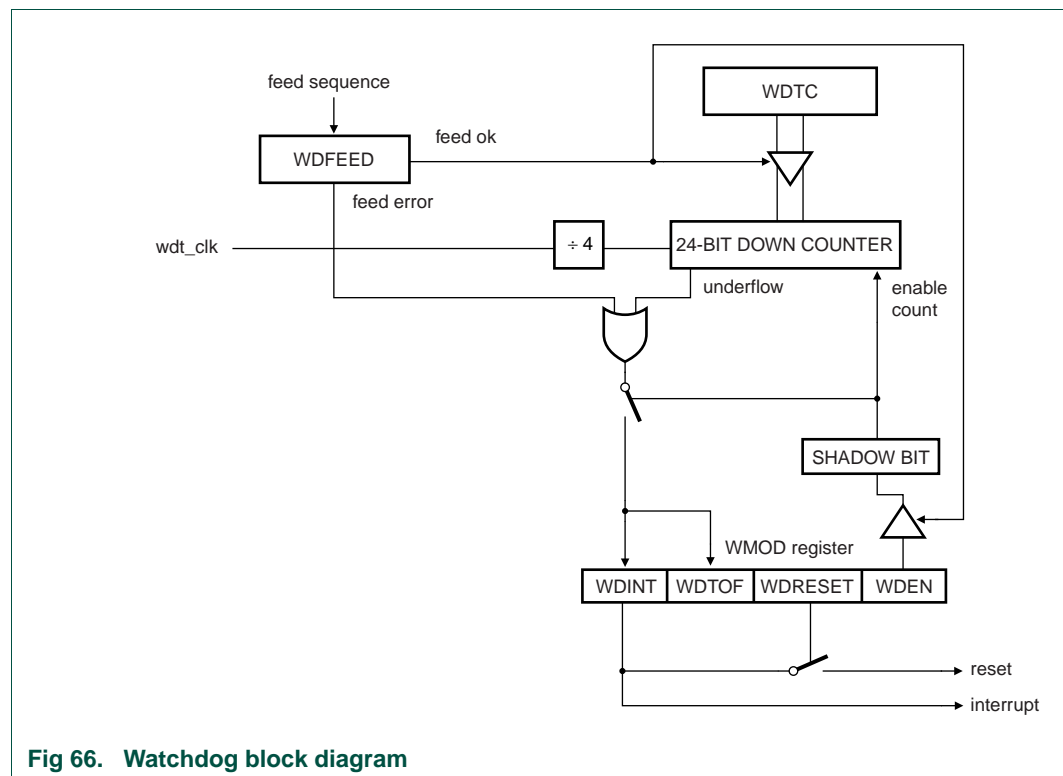 feed sequence
WDTC
feed ok
WDFEED
feed error
wdt_clk
÷ 4
24-BIT DOWN COUNTER
underflow
enable
count
SHADOW BIT
WMOD register
WDINT WDTOF WDRESET WDEN
reset
interrupt
Fig 66. Watchdog block diagram